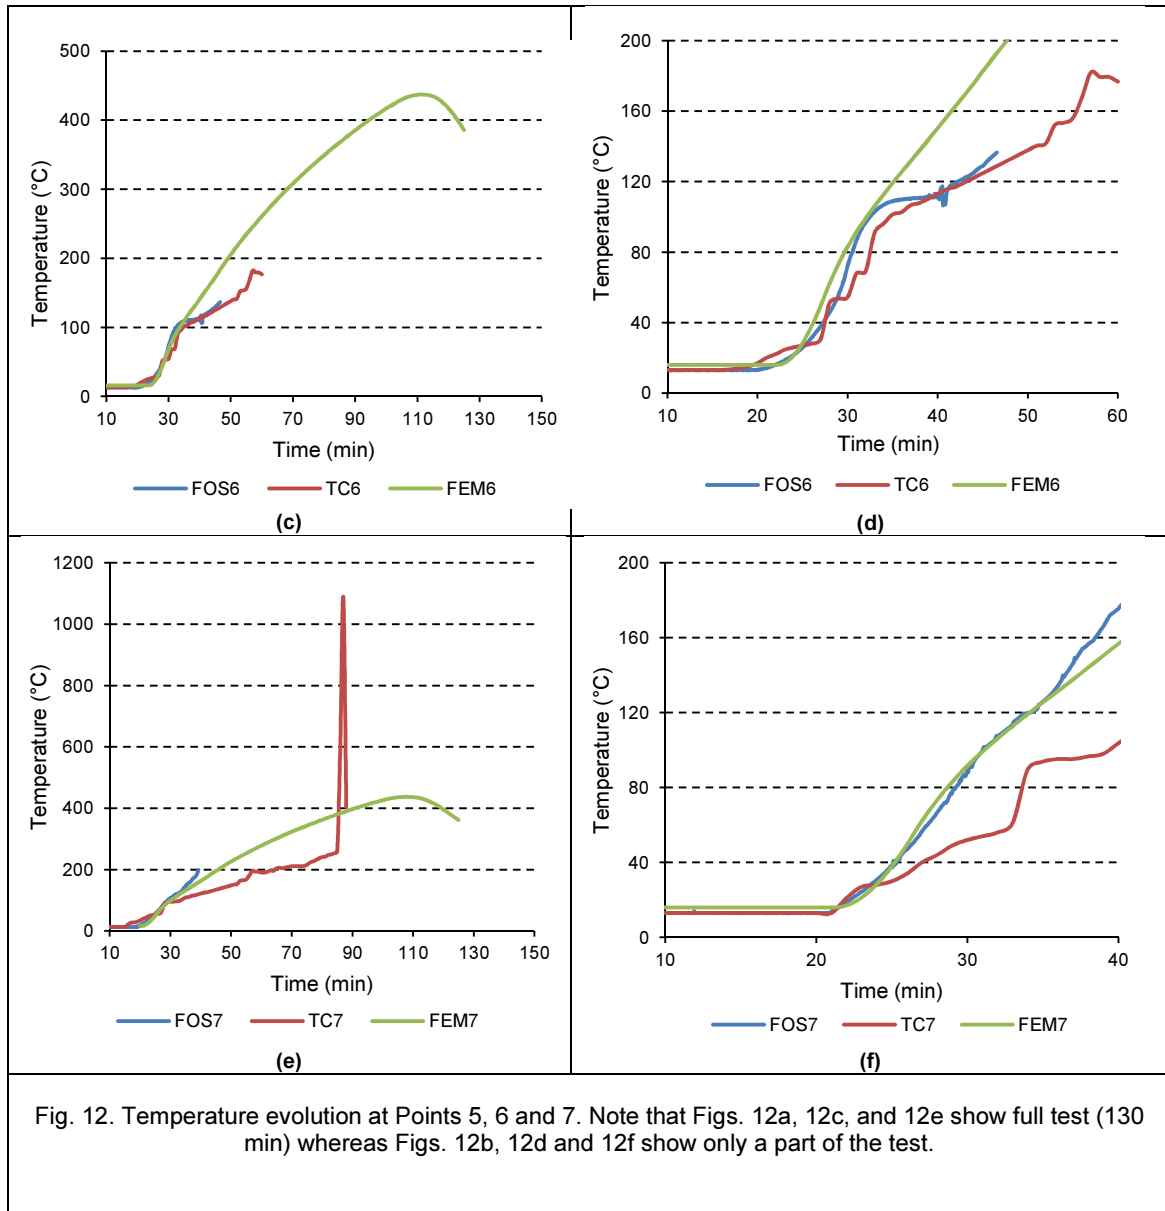 500
400
300
200
100
0
Temperature (°C)
10 30 50 70 90 110 130 150
Time (min)
FOS6 TC6 FEM6
(c)
200
160
120
80
40
0
Temperature (°C)
10 20 30 40 50 60
Time (min)
FOS6 TC6 FEM6
(d)
1200
1000
800
600
400
200
0
Temperature (°C)
10 30 50 70 90 110 130 150
Time (min)
FOS7 TC7 FEM7
(e)
200
160
120
80
40
0
Temperature (°C)
10 20 30 40
Time (min)
FOS7 TC7 FEM7
(f)
Fig. 12. Temperature evolution at Points 5, 6 and 7. Note that Figs. 12a, 12c, and 12e show full test (130
min) whereas Figs. 12b, 12d and 12f show only a part of the test.